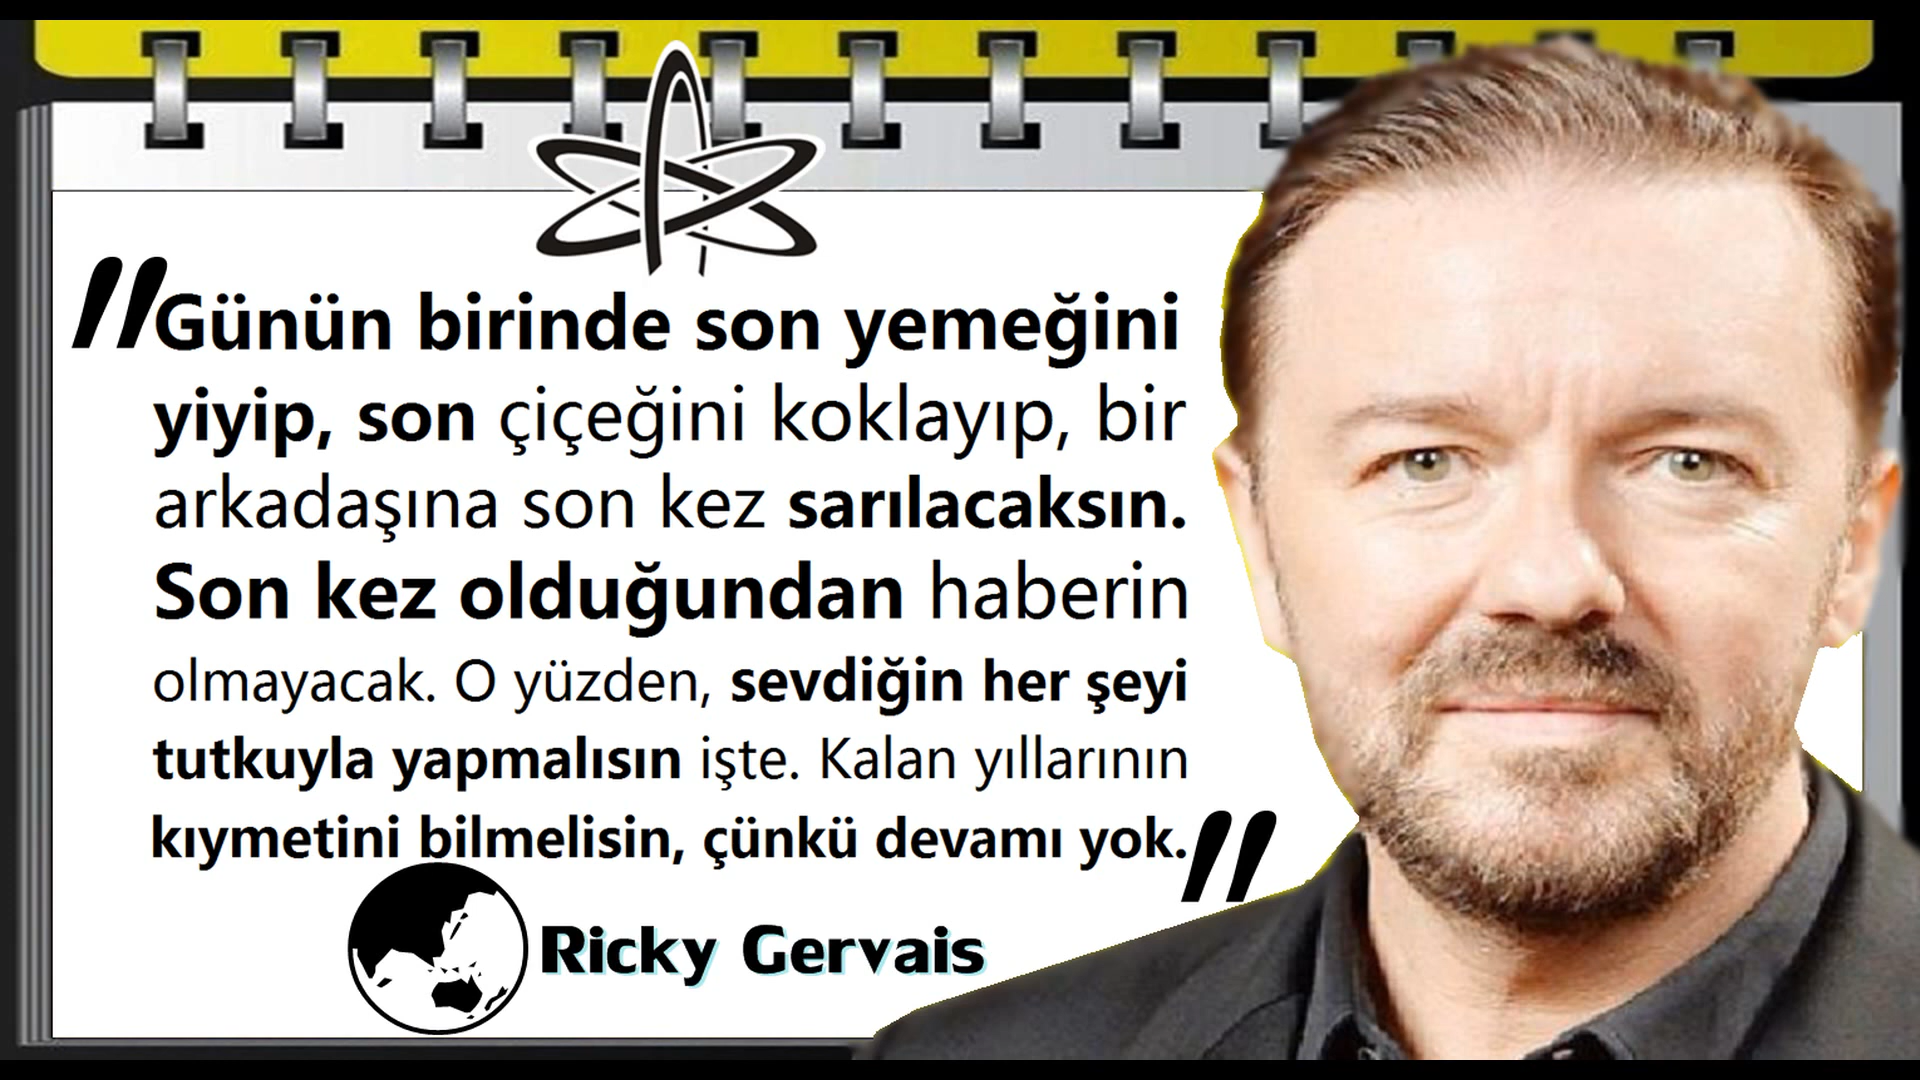 "Günün birinde son yemeğini
yiyip, son çiçeğini koklayıp, bir
arkadaşına son kez sarılacaksın.
Son kez olduğundan haberin
olmayacak. O yüzden, sevdiğin her şeyi
tutkuyla yapmalısın işte. Kalan yıllarının
kıymetini bilmelisin, çünkü devamı yok."
Ricky Gervais